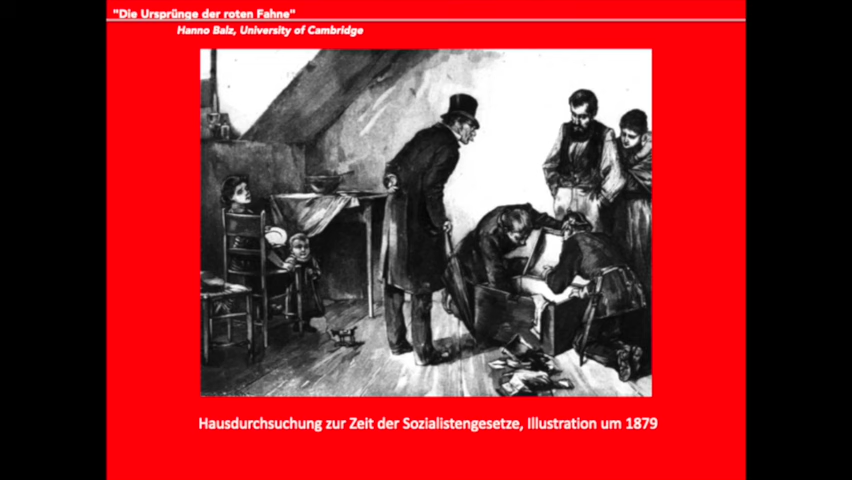 "Die Ursprünge der roten Fahne"
Hanno Balz, University of Cambridge
Hausdurchsuchung zur Zeit der Sozialistengesetze, Illustration um 1879